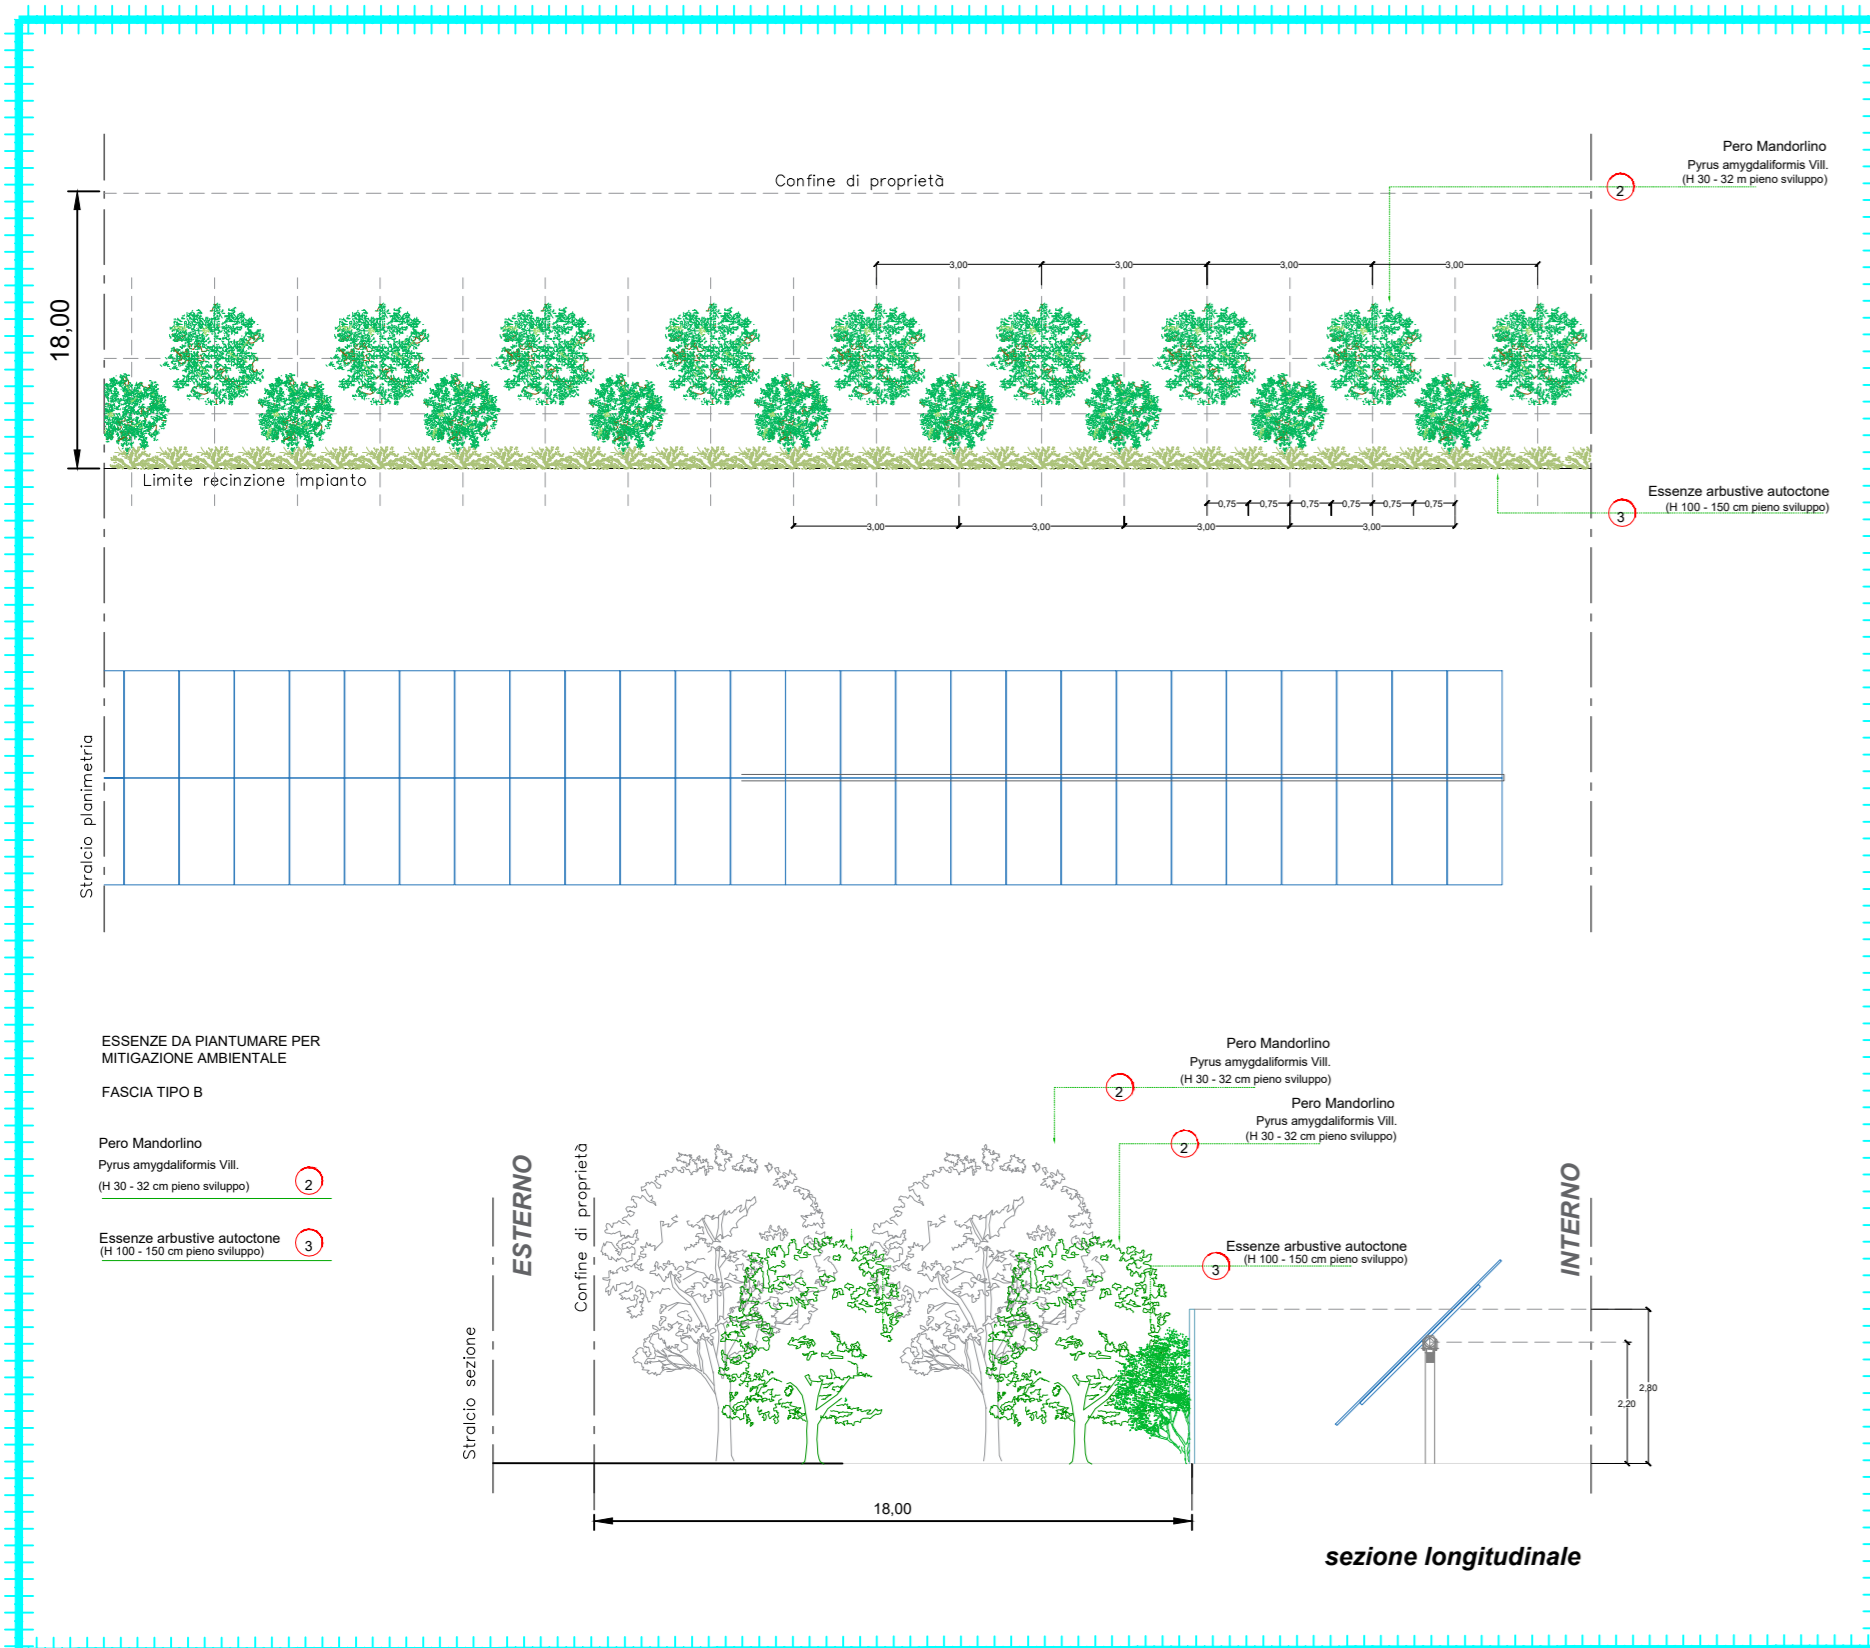 Confine di proprietà
Pero Mandorlino
Pyrus amygdaliformis Vill.
(H 30 - 32 m pieno sviluppo)
2
3,00
3,00
3,00
3,00
18,00
Limite recinzione impianto
0,75
0,75
0,75
0,75
0,75
0,75
3,00
3,00
3,00
3,00
Essenze arbustive autoctone
(H 100 - 150 cm pieno sviluppo)
3
Stralcio planimetria
ESSENZE DA PIANTUMARE PER
MITIGAZIONE AMBIENTALE
FASCIA TIPO B
Pero Mandorlino
Pyrus amygdaliformis Vill.
(H 30 - 32 cm pieno sviluppo)
2
Essenze arbustive autoctone
(H 100 - 150 cm pieno sviluppo)
3
Stralcio sezione
ESTERNO
Confine di proprietà
Pero Mandorlino
Pyrus amygdaliformis Vill.
(H 30 - 32 cm pieno sviluppo)
2
Pero Mandorlino
Pyrus amygdaliformis Vill.
(H 30 - 32 cm pieno sviluppo)
2
Essenze arbustive autoctone
(H 100 - 150 cm pieno sviluppo)
3
INTERNO
2,80
2,20
18,00
sezione longitudinale